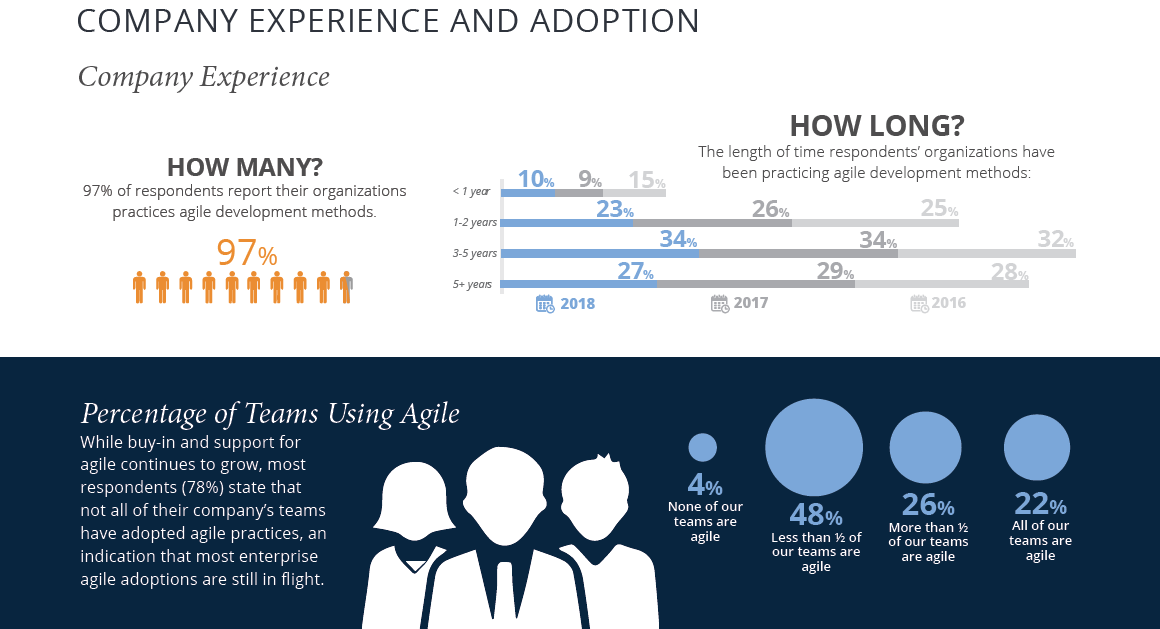 COMPANY EXPERIENCE AND ADOPTION
Company Experience
HOW MANY?
97% of respondents report their organizations
practices agile development methods.
97%
HOW LONG?
The length of time respondents’ organizations have
been practicing agile development methods:
< 1 year 10% 9% 15%
1-2 years 23% 26% 25%
3-5 years 34% 34% 32%
5+ years 27% 29% 28%
2018 2017 2016
Percentage of Teams Using Agile
While buy-in and support for
agile continues to grow, most
respondents (78%) state that
not all of their company’s teams
have adopted agile practices, an
indication that most enterprise
agile adoptions are still in flight.
4%
None of our
teams are
agile
48%
Less than ½ of
our teams are
agile
26%
More than ½
of our teams
are agile
22%
All of our
teams are
agile